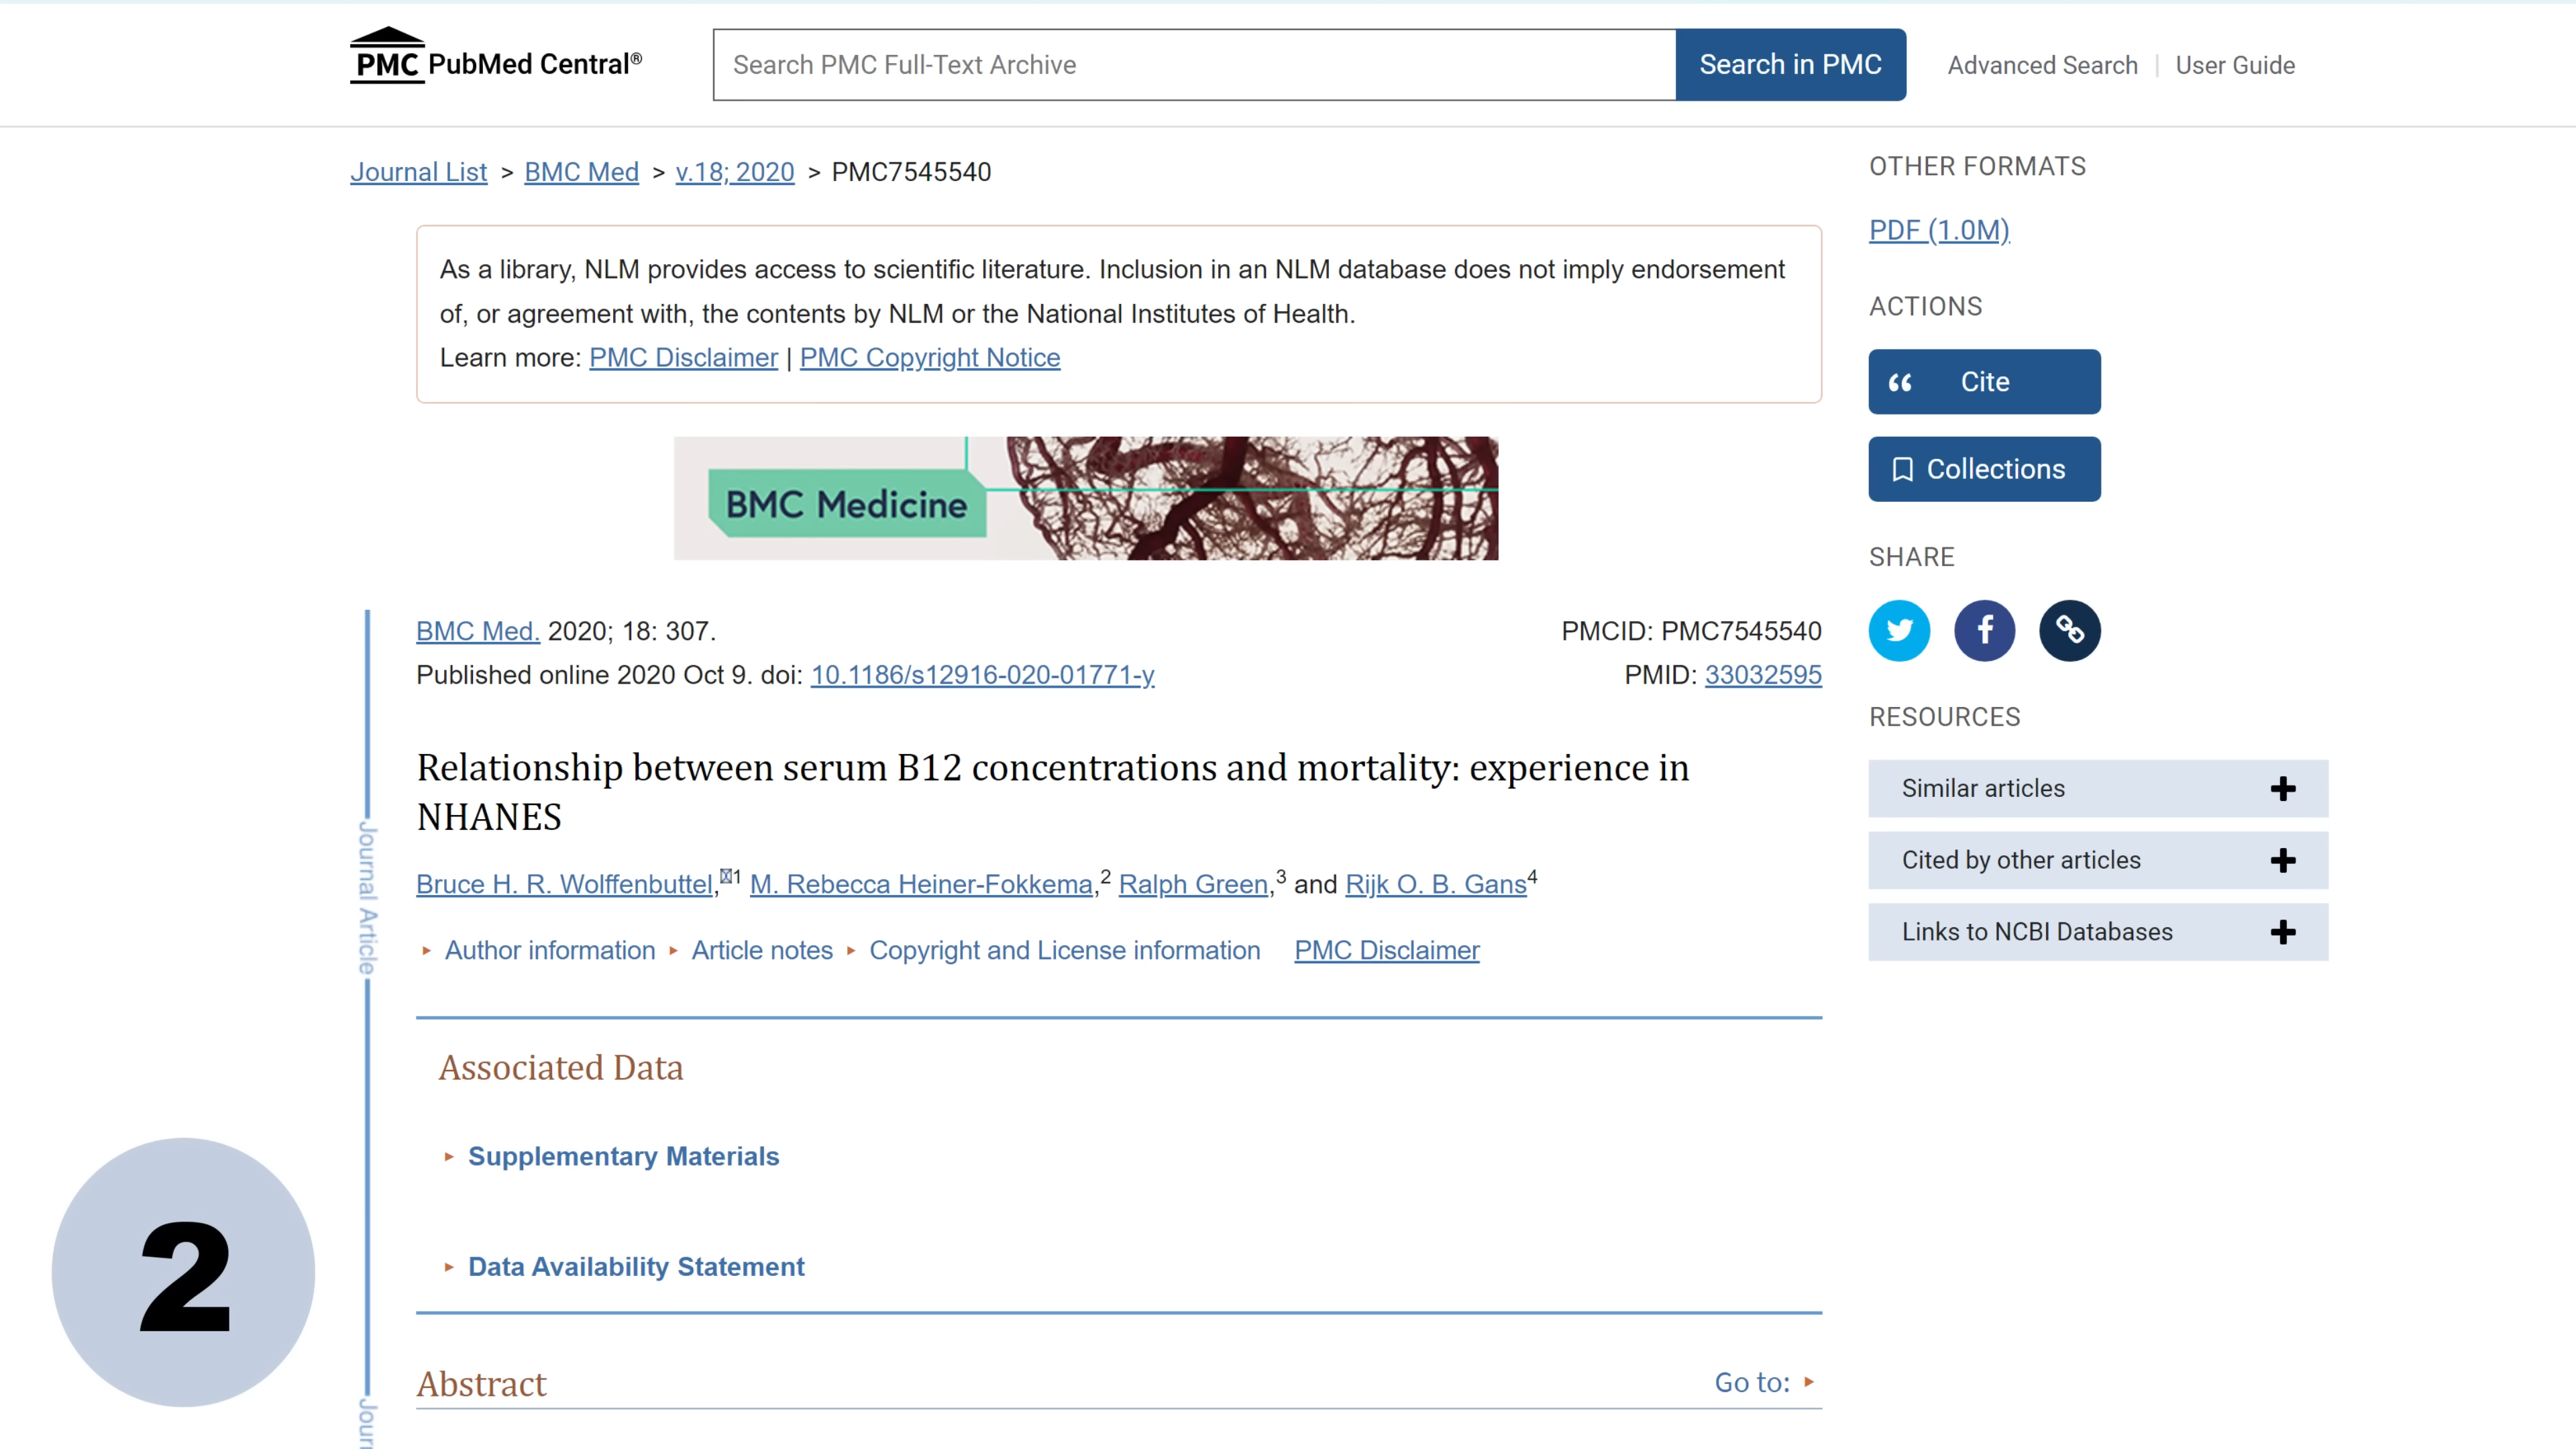 PMC PubMed Central®
Search PMC Full-Text Archive
Search in PMC
Advanced Search | User Guide
Journal List > BMC Med > v.18; 2020 > PMC7545540
As a library, NLM provides access to scientific literature. Inclusion in an NLM database does not imply endorsement
of, or agreement with, the contents by NLM or the National Institutes of Health.
Learn more: PMC Disclaimer | PMC Copyright Notice
BMC Medicine
BMC Med. 2020; 18: 307.
PMCID: PMC7545540
Published online 2020 Oct 9. doi: 10.1186/s12916-020-01771-y
PMID: 33032595
Relationship between serum B12 concentrations and mortality: experience in
NHANES
Bruce H. R. Wolffenbuttel,1 M. Rebecca Heiner-Fokkema,2 Ralph Green,3 and Rijk O. B. Gans4
Author information Article notes Copyright and License information PMC Disclaimer
Associated Data
Supplementary Materials
Data Availability Statement
Abstract
Go to:
OTHER FORMATS
PDF (1.0M)
ACTIONS
Cite
Collections
SHARE
RESOURCES
Similar articles
Cited by other articles
Links to NCBI Databases
Journal Article
Jour
2